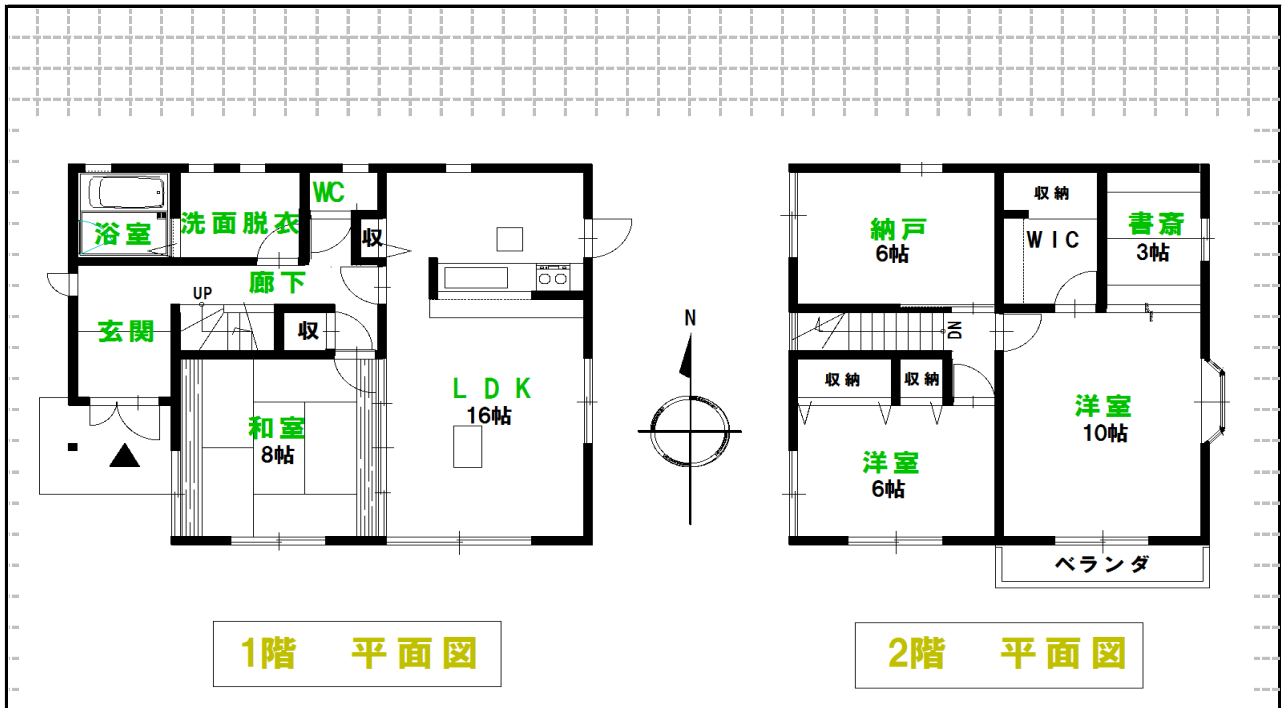 WC
浴室
洗面脱衣
収
廊下
UP
玄関
収
LDK
16帖
和室
8帖
N
収納
納戸
6帖
WIC
書斎
3帖
DN
収納
収納
洋室
10帖
洋室
6帖
ベランダ
1階 平面図
2階 平面図